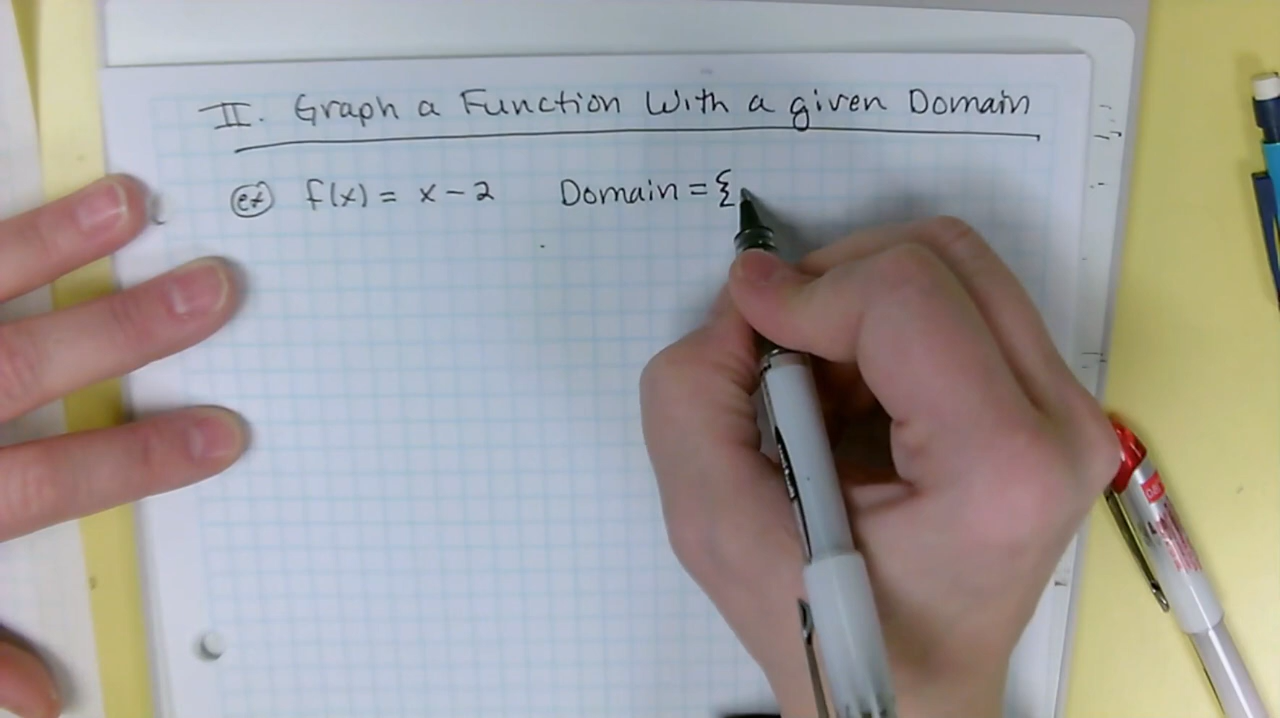 II. Graph a Function With a given Domain
ex f(x) = x - 2 Domain = {